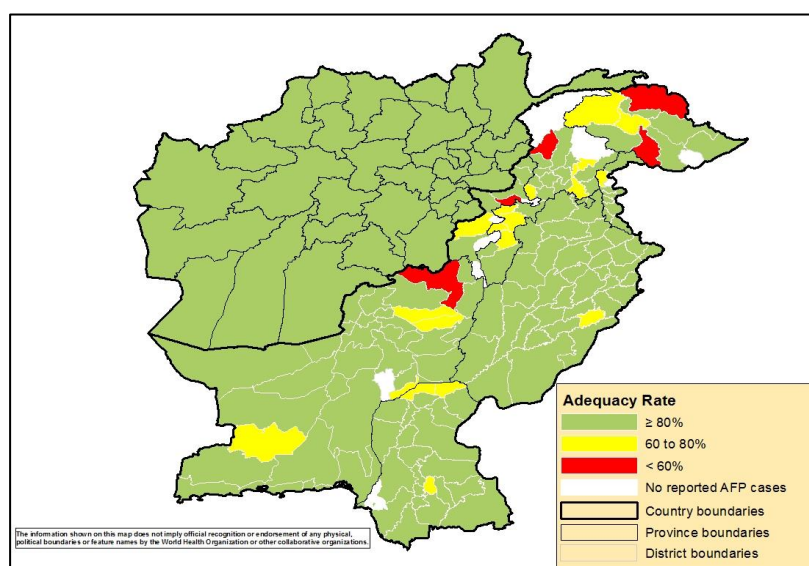 Adequacy Rate
≥ 80%
60 to 80%
< 60%
No reported AFP cases
Country boundaries
Province boundaries
District boundaries
The information shown on this map does not imply official recognition or endorsement of any physical,
political boundaries or feature names by the World Health Organization or other collaborative organizations.